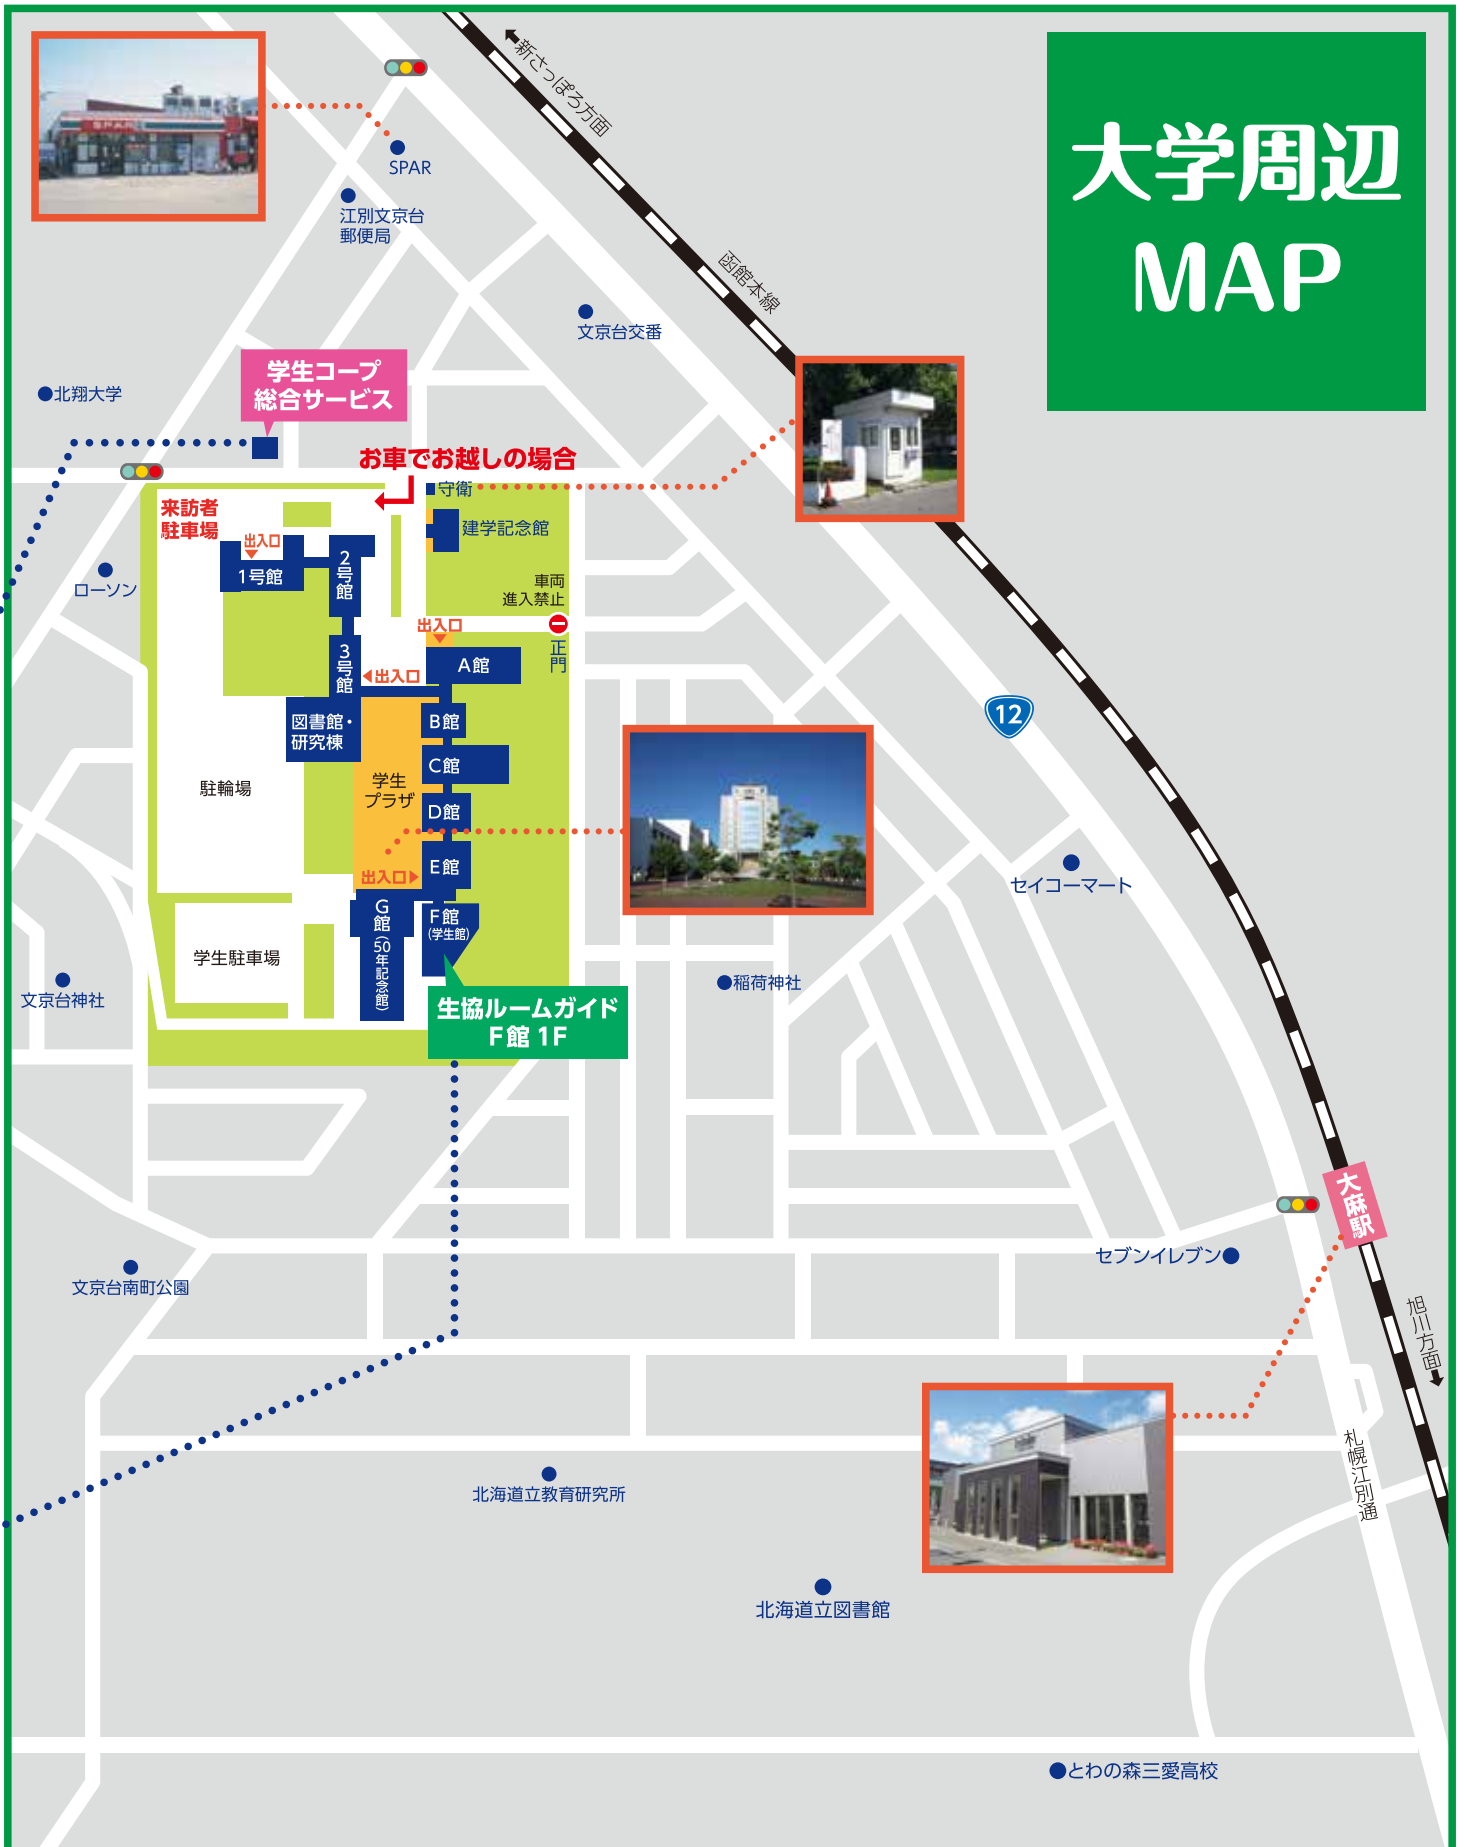 大学周辺
MAP
新さっぽろ方面
SPAR
江別文京台
郵便局
函館本線
文京台交番
北翔大学
学生コープ
総合サービス
お車でお越しの場合
守衛
来訪者
駐車場
建学記念館
出入口
1号館
2号館
ローソン
車両
進入禁止
出入口
正門
3号館
出入口
A館
B館
図書館・
研究棟
C館
12
駐輪場
学生
プラザ
D館
E館
出入口
セイコーマート
G館(50年記念館)
F館
(学生館)
学生駐車場
文京台神社
稲荷神社
生協ルームガイド
F館 1F
大麻駅
セブンイレブン
文京台南町公園
旭川方面
札幌江別通
北海道立教育研究所
北海道立図書館
とわの森三愛高校